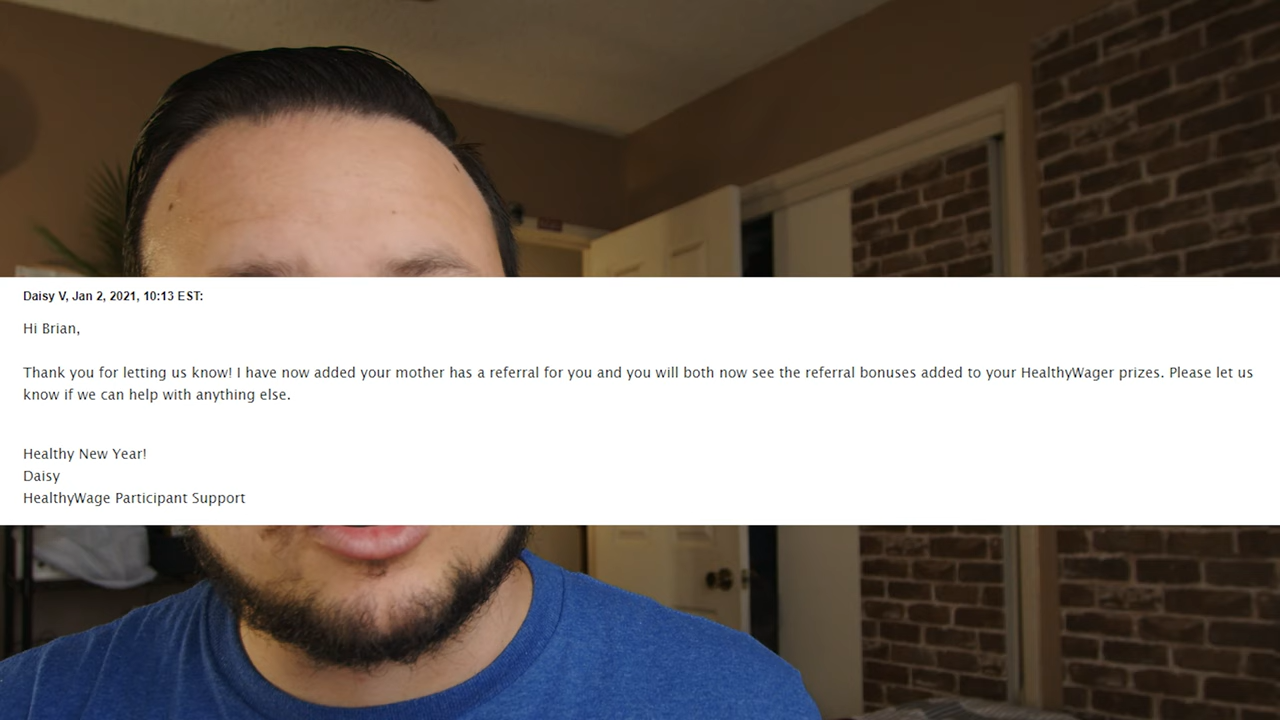 Daisy V, Jan 2, 2021, 10:13 EST:
Hi Brian,
Thank you for letting us know! I have now added your mother has a referral for you and you will both now see the referral bonuses added to your HealthyWager prizes. Please let us
know if we can help with anything else.
Healthy New Year!
Daisy
HealthyWage Participant Support